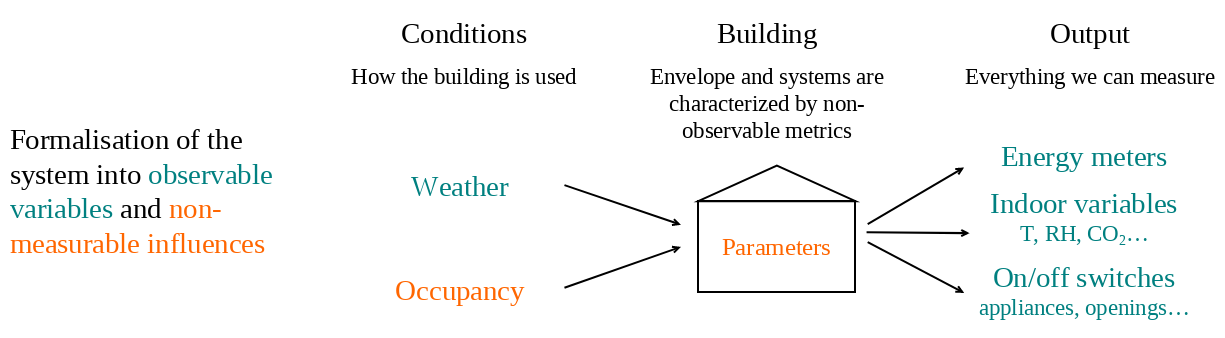 Formalisation of the
system into observable
variables and non-
measurable influences
Conditions
How the building is used
Weather
Occupancy
Building
Envelope and systems are
characterized by non-
observable metrics
Parameters
Output
Everything we can measure
Energy meters
Indoor variables
T, RH, CO₂…
On/off switches
appliances, openings…